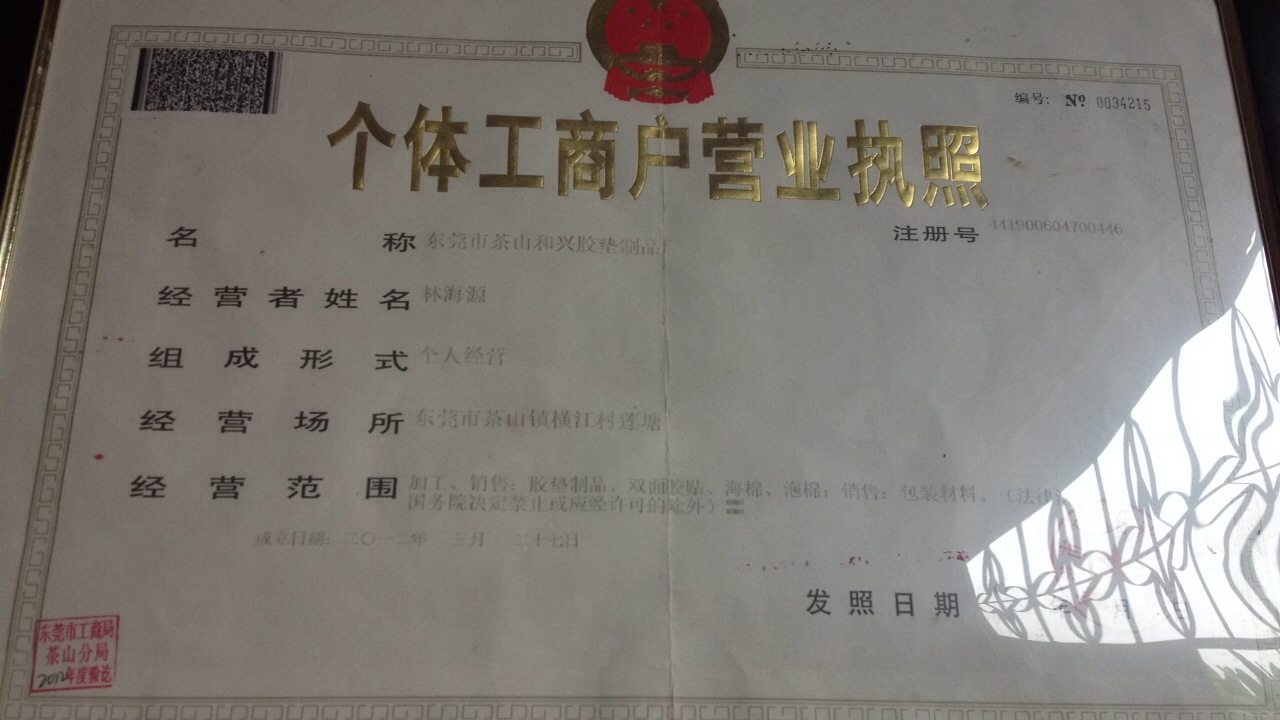 编号: № 0034215
个体工商户营业执照
名称 东莞市茶山和兴胶垫制品厂
注册号 441900604700446
经营者姓名 林海源
组成形式 个人经营
经营场所 东莞市茶山镇横江村莲塘
经营范围 加工、销售：胶垫制品、双面胶贴、海棉、泡棉；销售：包装材料。（法律
国务院决定禁止或应经许可的除外）
成立日期：二〇一二年 三月 二十七日
发照日期 年 月 日
东莞市工商局
茶山分局
2012年度验讫